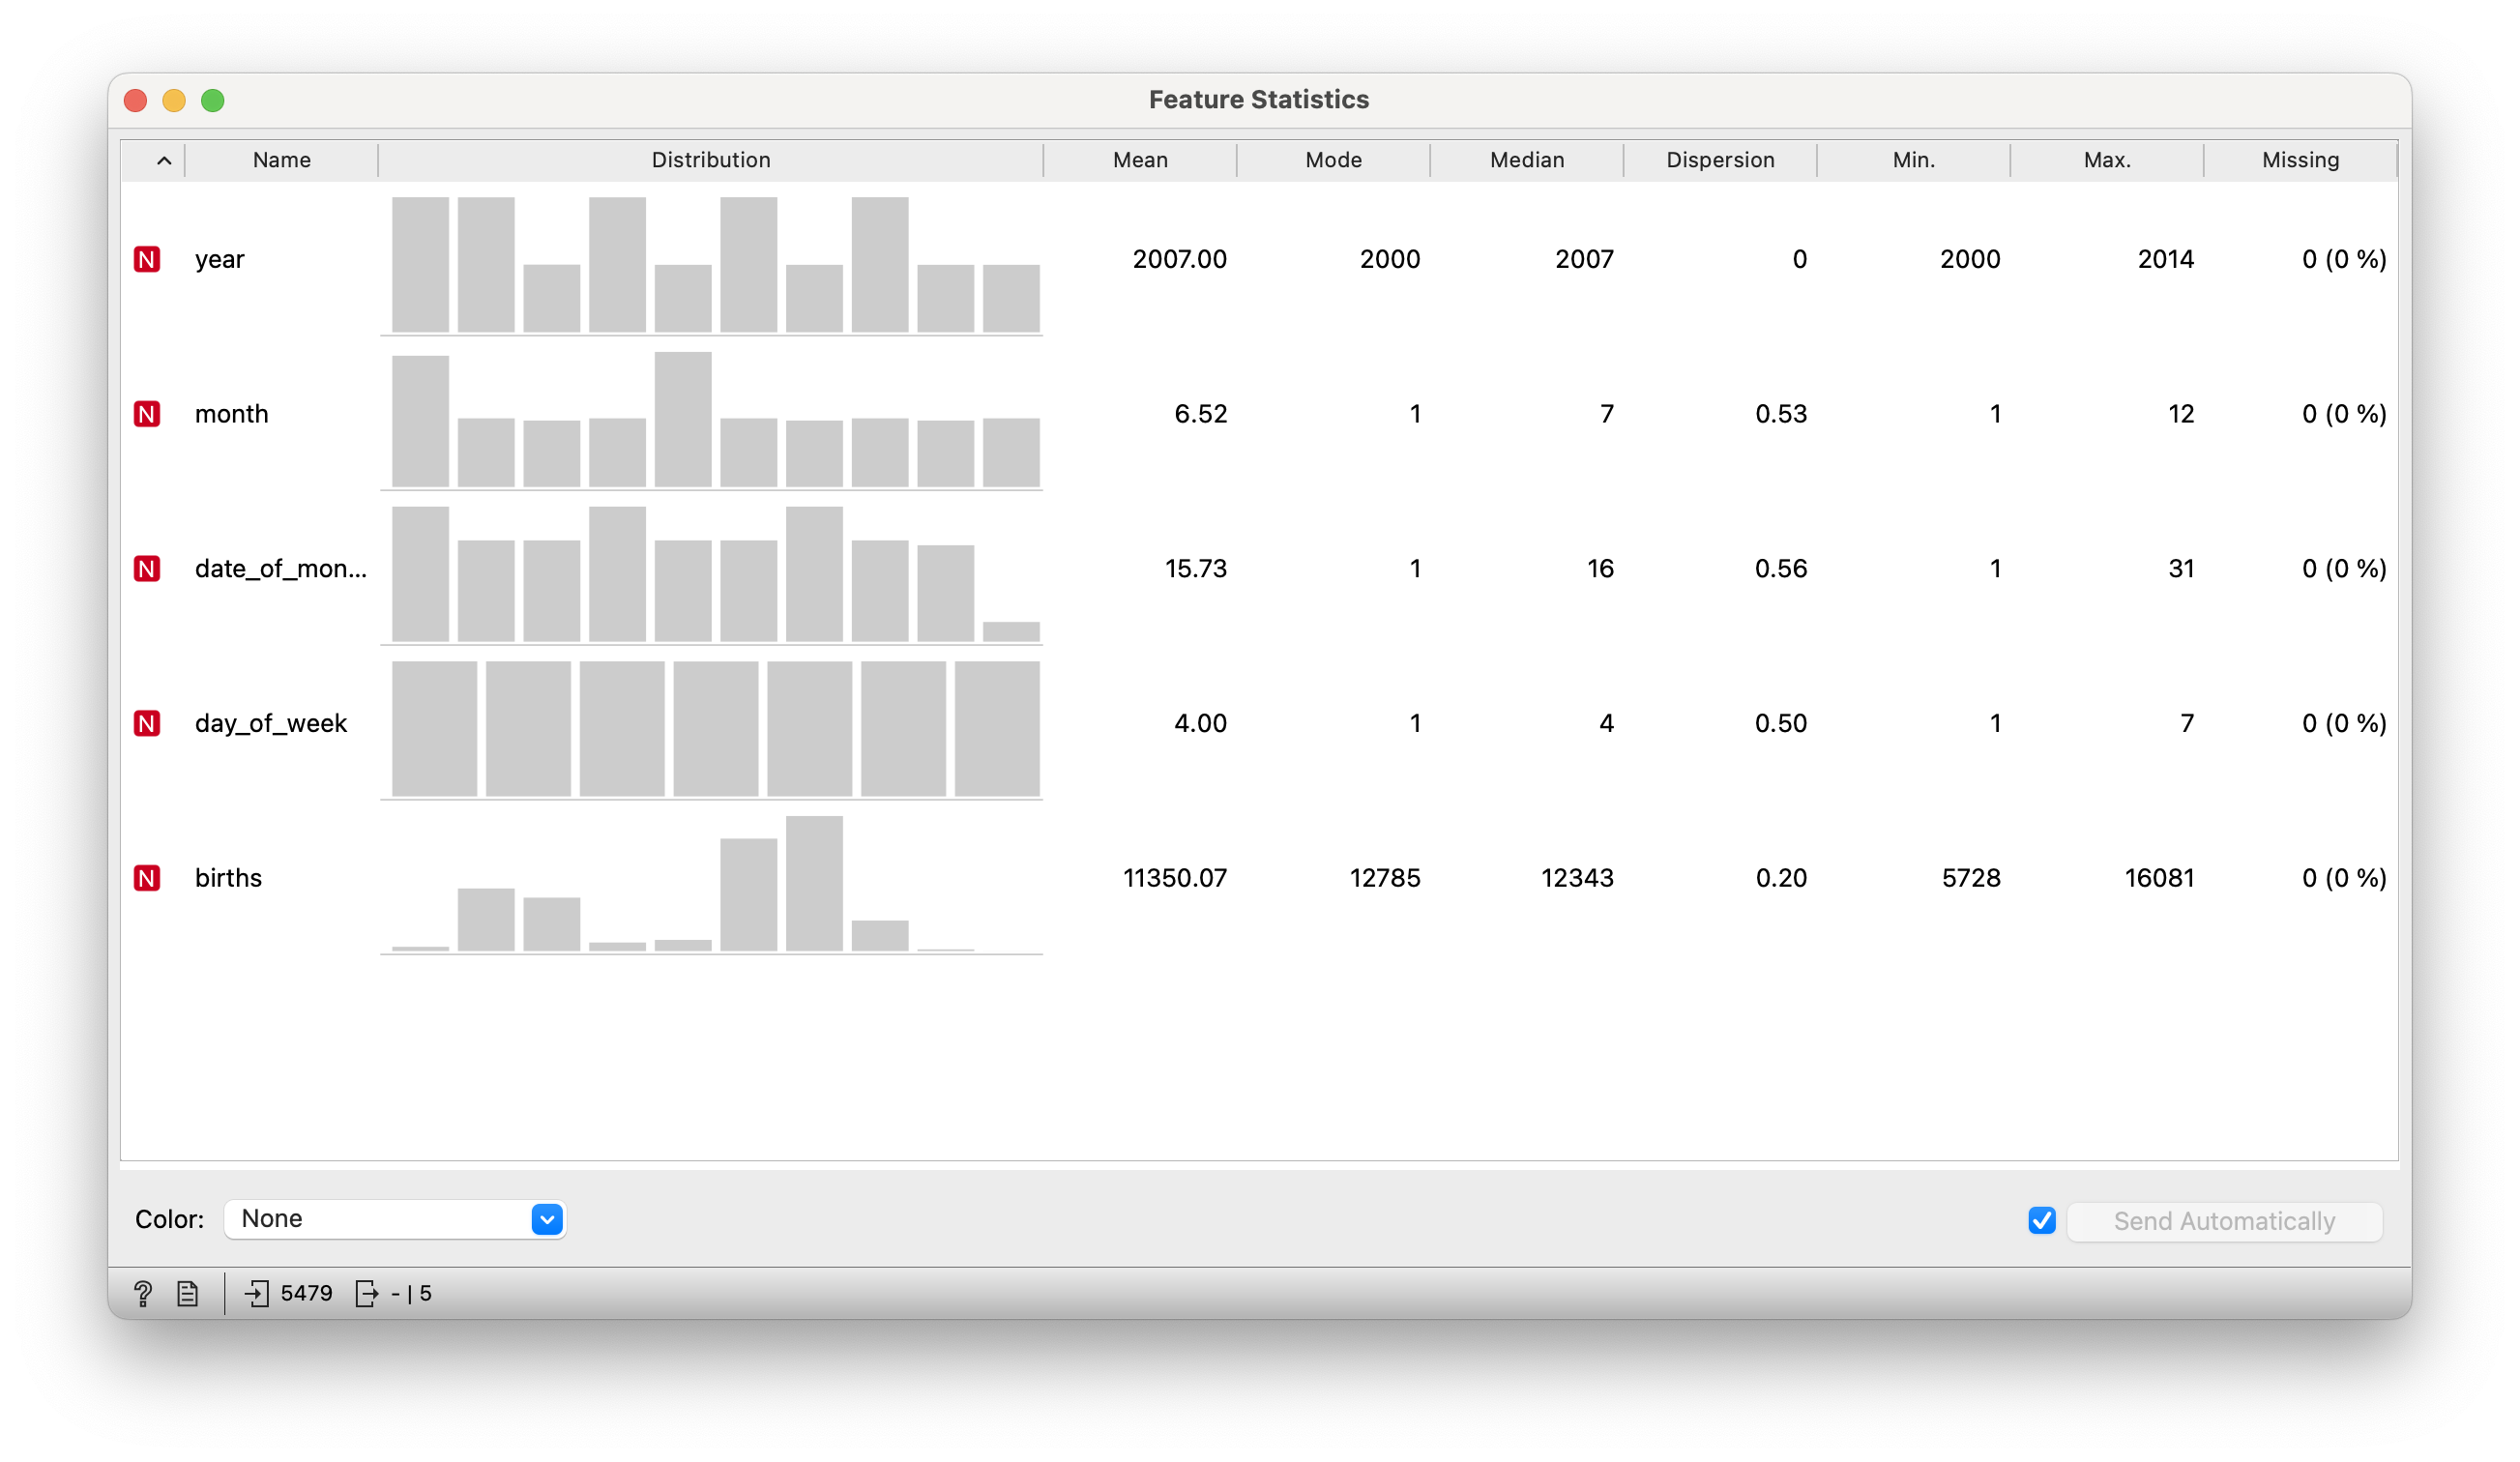 Feature Statistics
Name Distribution Mean Mode Median Dispersion Min. Max. Missing
N year 2007.00 2000 2007 0 2000 2014 0 (0 %)
N month 6.52 1 7 0.53 1 12 0 (0 %)
N date_of_mon... 15.73 1 16 0.56 1 31 0 (0 %)
N day_of_week 4.00 1 4 0.50 1 7 0 (0 %)
N births 11350.07 12785 12343 0.20 5728 16081 0 (0 %)
Color: None Send Automatically
? 5479 - | 5